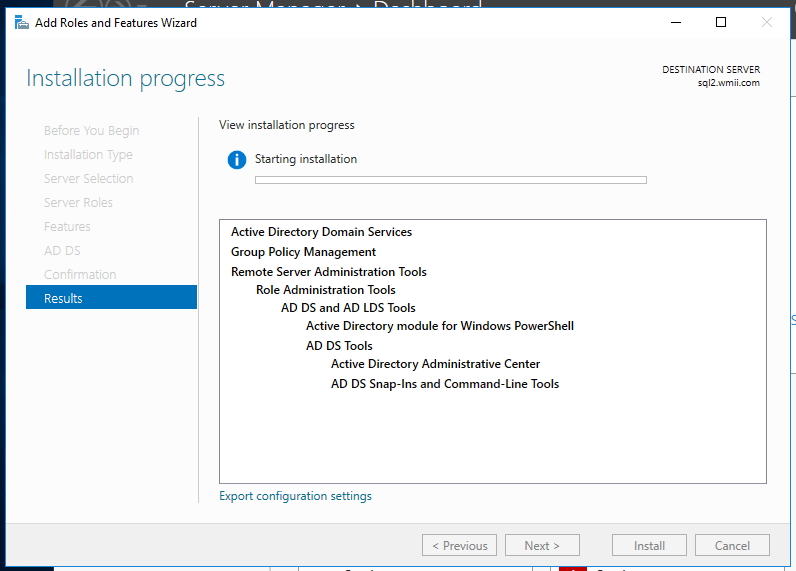 Server Manager › Dashboard
Add Roles and Features Wizard
Installation progress
DESTINATION SERVER
sql2.wmii.com
Before You Begin
Installation Type
Server Selection
Server Roles
Features
AD DS
Confirmation
Results
View installation progress
Starting installation
Active Directory Domain Services
Group Policy Management
Remote Server Administration Tools
Role Administration Tools
AD DS and AD LDS Tools
Active Directory module for Windows PowerShell
AD DS Tools
Active Directory Administrative Center
AD DS Snap-Ins and Command-Line Tools
Export configuration settings
< Previous
Next >
Install
Cancel